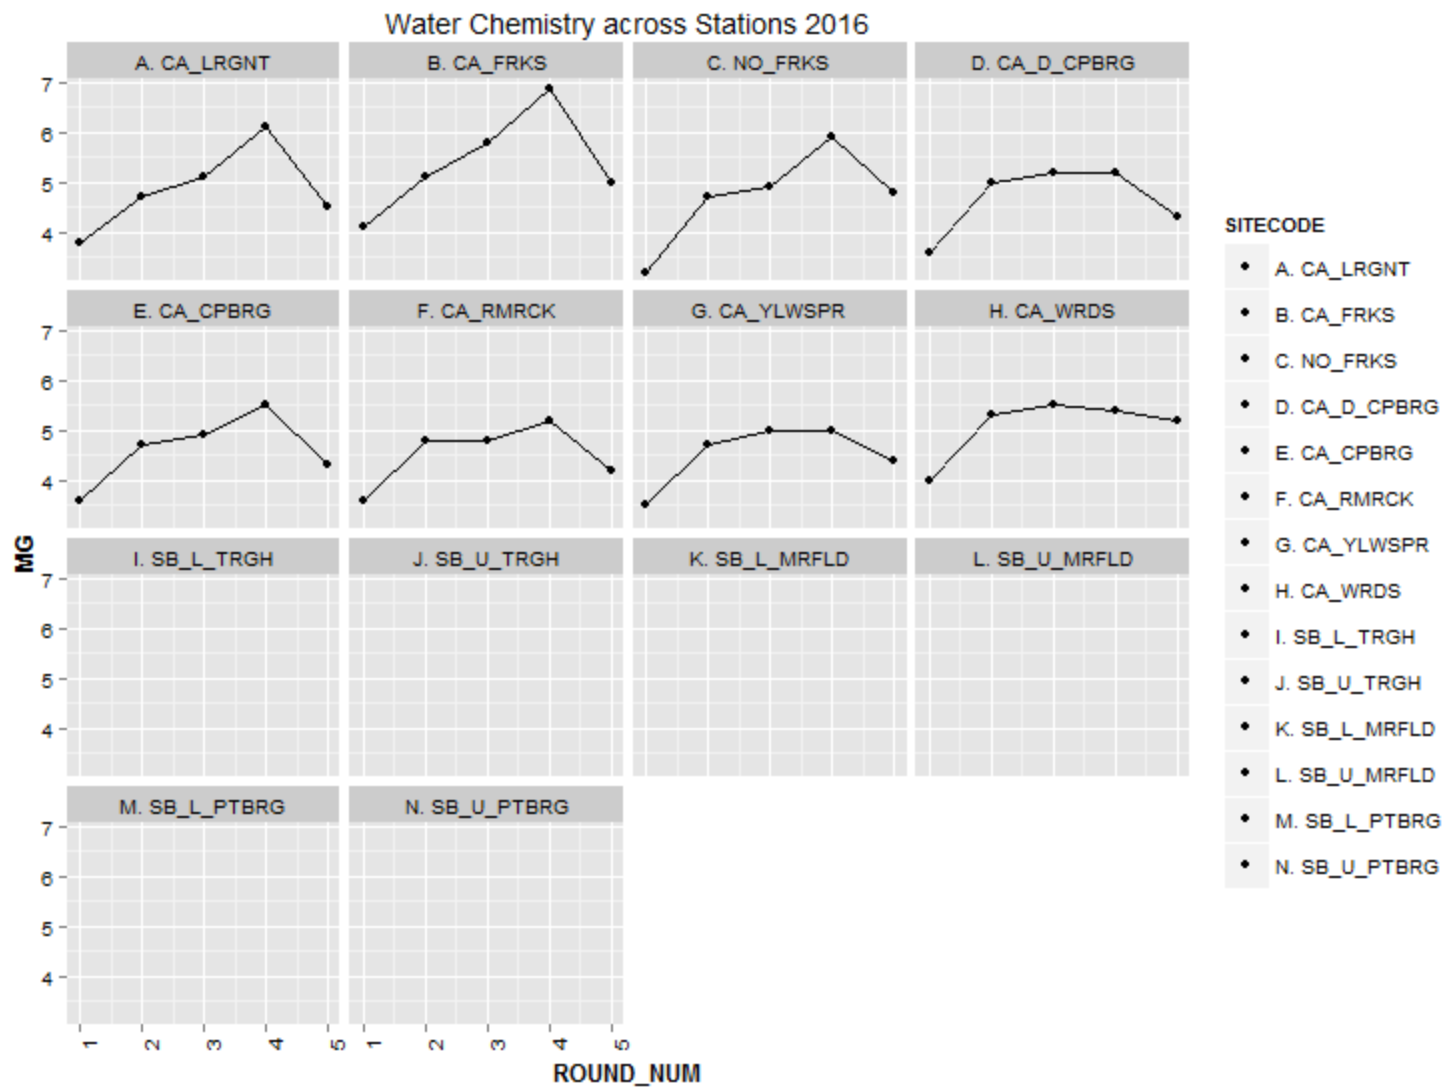 Water Chemistry across Stations 2016
A. CA_LRGNT
B. CA_FRKS
C. NO_FRKS
D. CA_D_CPBRG
7
6
5
4
E. CA_CPBRG
F. CA_RMRCK
G. CA_YLWSPR
H. CA_WRDS
7
6
5
4
MG
I. SB_L_TRGH
J. SB_U_TRGH
K. SB_L_MRFLD
L. SB_U_MRFLD
7
6
5
4
M. SB_L_PTBRG
N. SB_U_PTBRG
7
6
5
4
1 2 3 4 5
1 2 3 4 5
ROUND_NUM
SITECODE
A. CA_LRGNT
B. CA_FRKS
C. NO_FRKS
D. CA_D_CPBRG
E. CA_CPBRG
F. CA_RMRCK
G. CA_YLWSPR
H. CA_WRDS
I. SB_L_TRGH
J. SB_U_TRGH
K. SB_L_MRFLD
L. SB_U_MRFLD
M. SB_L_PTBRG
N. SB_U_PTBRG